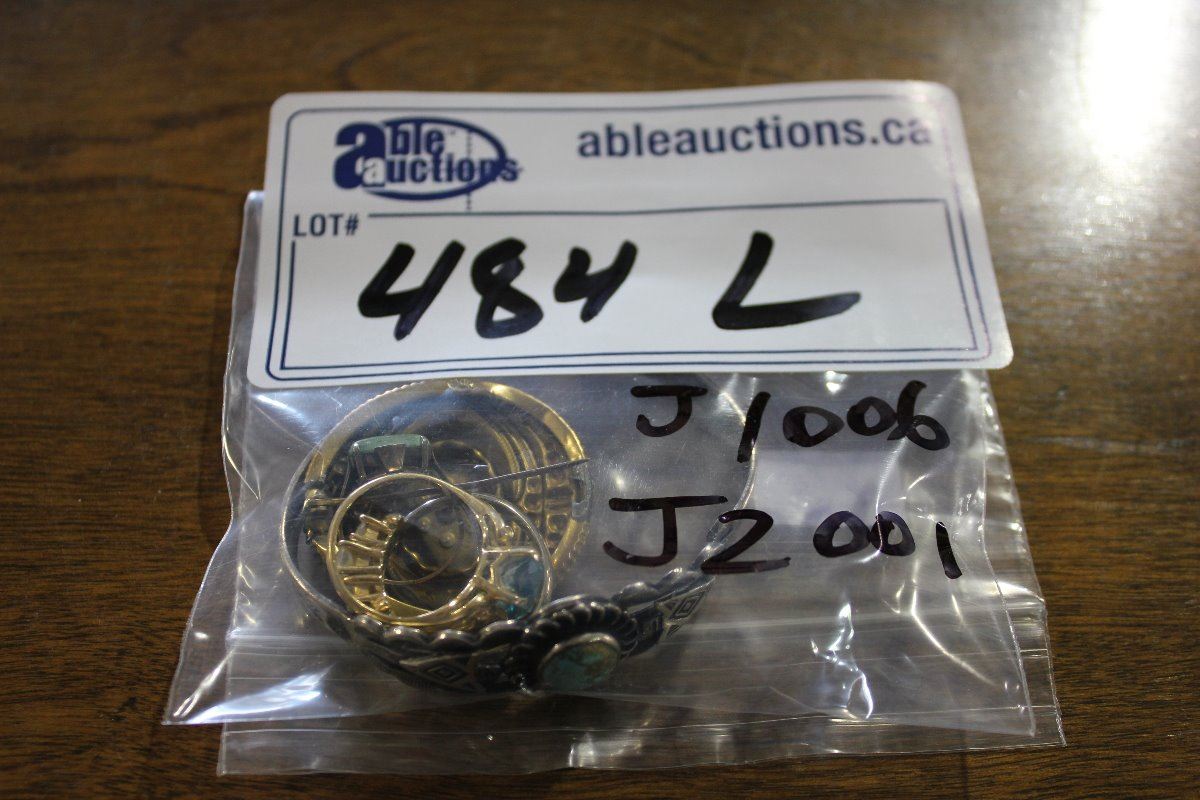 able
auctions
ableauctions.ca
LOT#
484 L
J1006
J2001